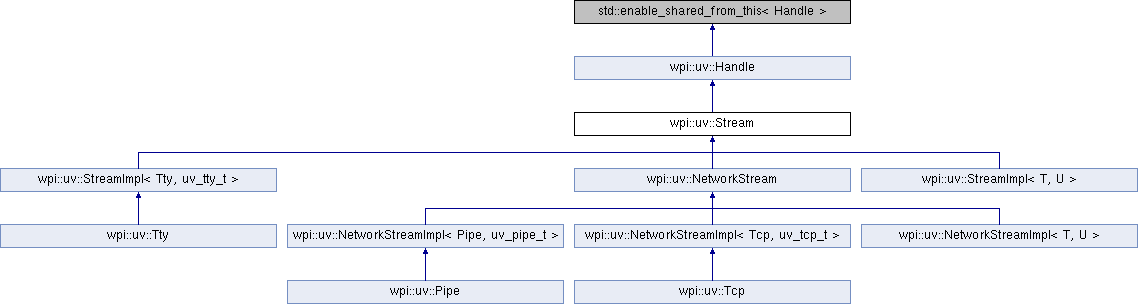 std::enable_shared_from_this< Handle >
wpi::uv::Handle
wpi::uv::Stream
wpi::uv::StreamImpl< Tty, uv_tty_t >
wpi::uv::NetworkStream
wpi::uv::StreamImpl< T, U >
wpi::uv::Tty
wpi::uv::NetworkStreamImpl< Pipe, uv_pipe_t >
wpi::uv::NetworkStreamImpl< Tcp, uv_tcp_t >
wpi::uv::NetworkStreamImpl< T, U >
wpi::uv::Pipe
wpi::uv::Tcp